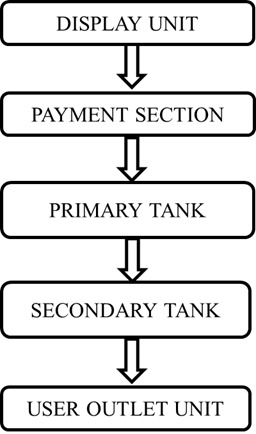 DISPLAY UNIT
PAYMENT SECTION
PRIMARY TANK
SECONDARY TANK
USER OUTLET UNIT